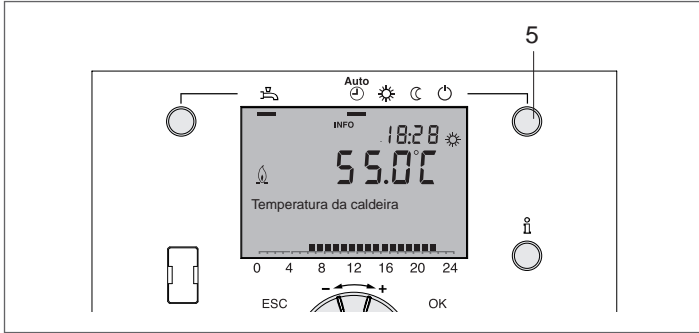 5
Auto
INFO
18:28
55.0°C
Temperatura da caldeira
0 4 8 12 16 20 24
- +
ESC OK